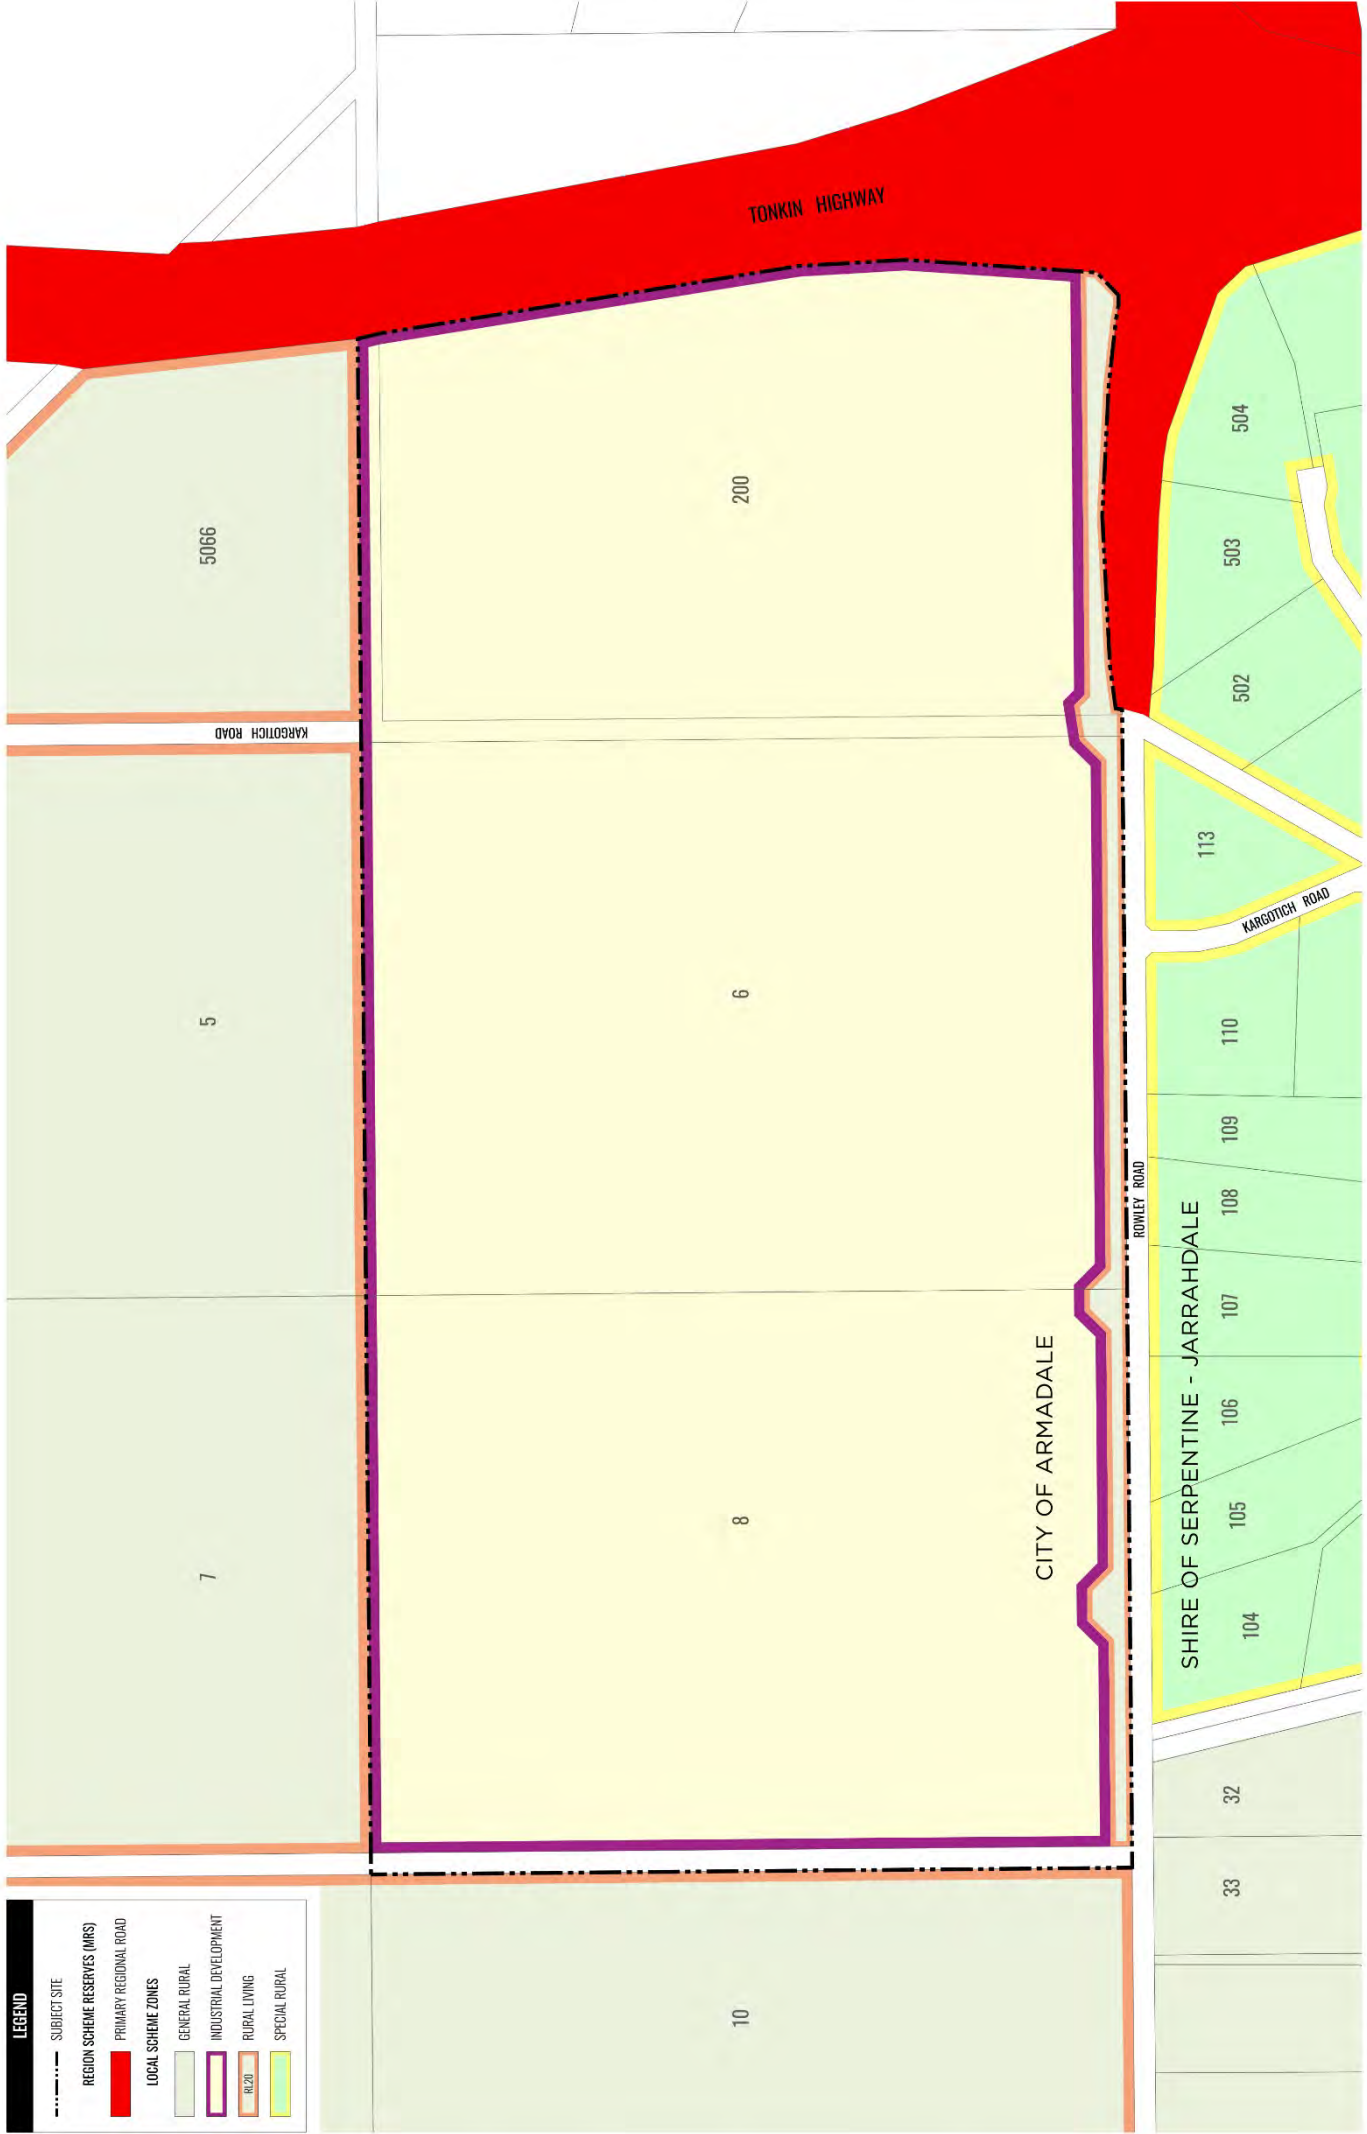 LEGEND
SUBJECT SITE
REGION SCHEME RESERVES (MRS)
PRIMARY REGIONAL ROAD
LOCAL SCHEME ZONES
GENERAL RURAL
INDUSTRIAL DEVELOPMENT
RL20
RURAL LIVING
SPECIAL RURAL
7
5
KARGOTICH ROAD
5066
TONKIN HIGHWAY
10
8
6
200
CITY OF ARMADALE
ROWLEY ROAD
SHIRE OF SERPENTINE - JARRAHDALE
33
32
104
105
106
107
108
109
110
KARGOTICH ROAD
113
502
503
504